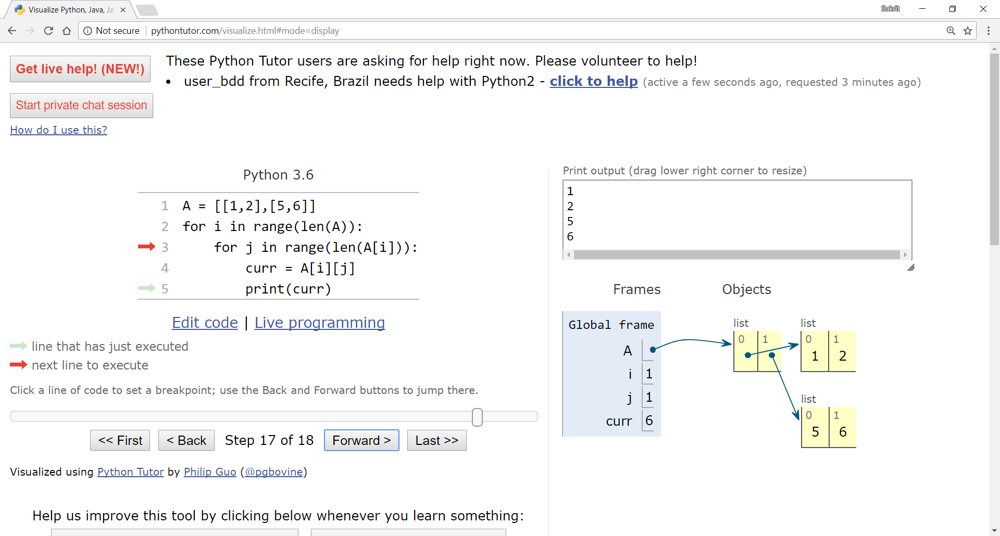 Visualize Python, Java, Ja
Sukrit
Not secure | pythontutor.com/visualize.html#mode=display
Get live help! (NEW!)
Start private chat session
How do I use this?
These Python Tutor users are asking for help right now. Please volunteer to help!
• user_bdd from Recife, Brazil needs help with Python2 - click to help (active a few seconds ago, requested 3 minutes ago)
Python 3.6
1 A = [[1,2],[5,6]]
2 for i in range(len(A)):
3     for j in range(len(A[i])):
4         curr = A[i][j]
5         print(curr)
Edit code | Live programming
line that has just executed
next line to execute
Click a line of code to set a breakpoint; use the Back and Forward buttons to jump there.
<< First
< Back
Step 17 of 18
Forward >
Last >>
Visualized using Python Tutor by Philip Guo (@pgbovine)
Help us improve this tool by clicking below whenever you learn something:
Print output (drag lower right corner to resize)
1
2
5
6
Frames
Objects
Global frame
A
i 1
j 1
curr 6
list
0 1
list
0 1
1 2
list
0 1
5 6